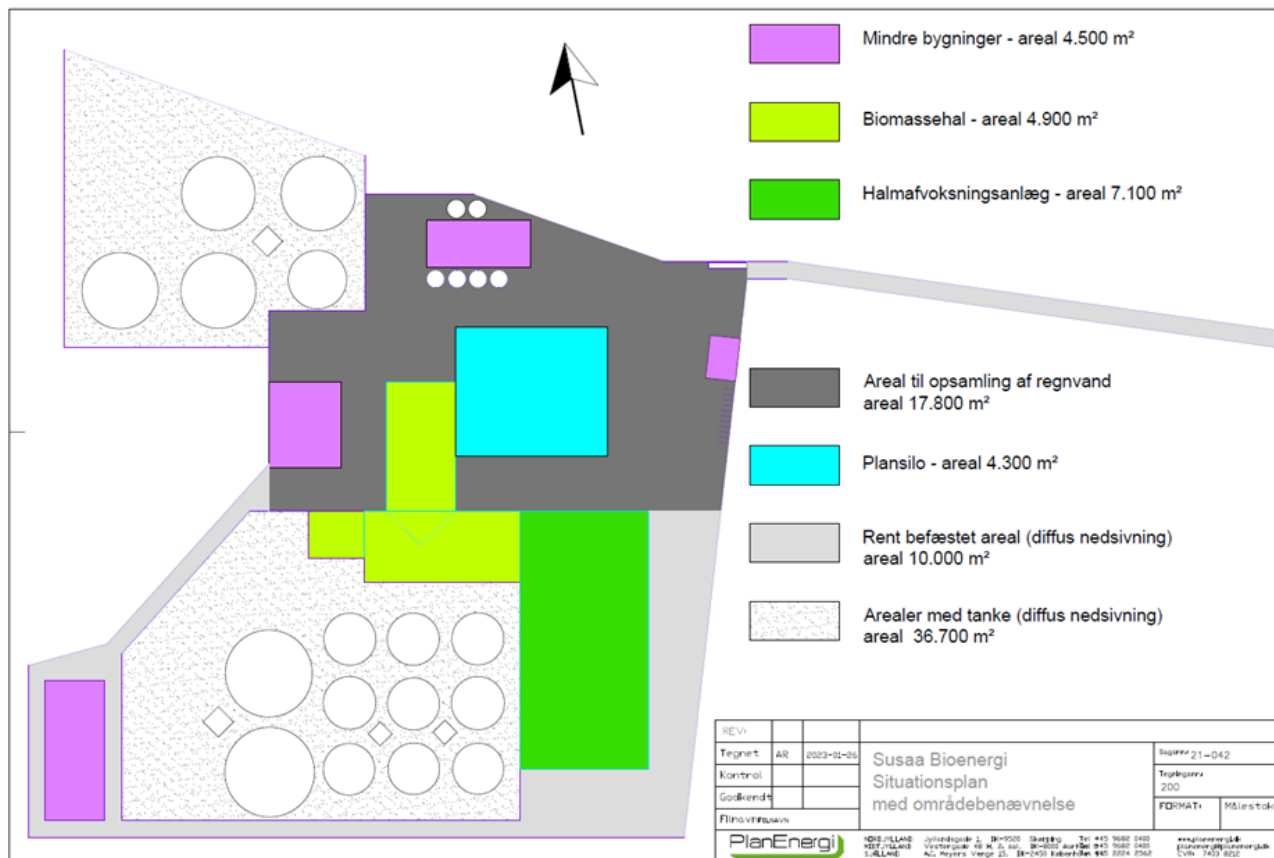 Mindre bygninger - areal 4.500 m²
Biomassehal - areal 4.900 m²
Halmafvoksningsanlæg - areal 7.100 m²
Areal til opsamling af regnvand
areal 17.800 m²
Plansilo - areal 4.300 m²
Rent befæstet areal (diffus nedsivning)
areal 10.000 m²
Arealer med tanke (diffus nedsivning)
areal 36.700 m²
REV:
Tegnet AR 2023-01-26
Kontrol
Godkendt
Susaa Bioenergi
Situationsplan
med områdebenævnelse
21-042
200
FORMAT:
PlanEnergi